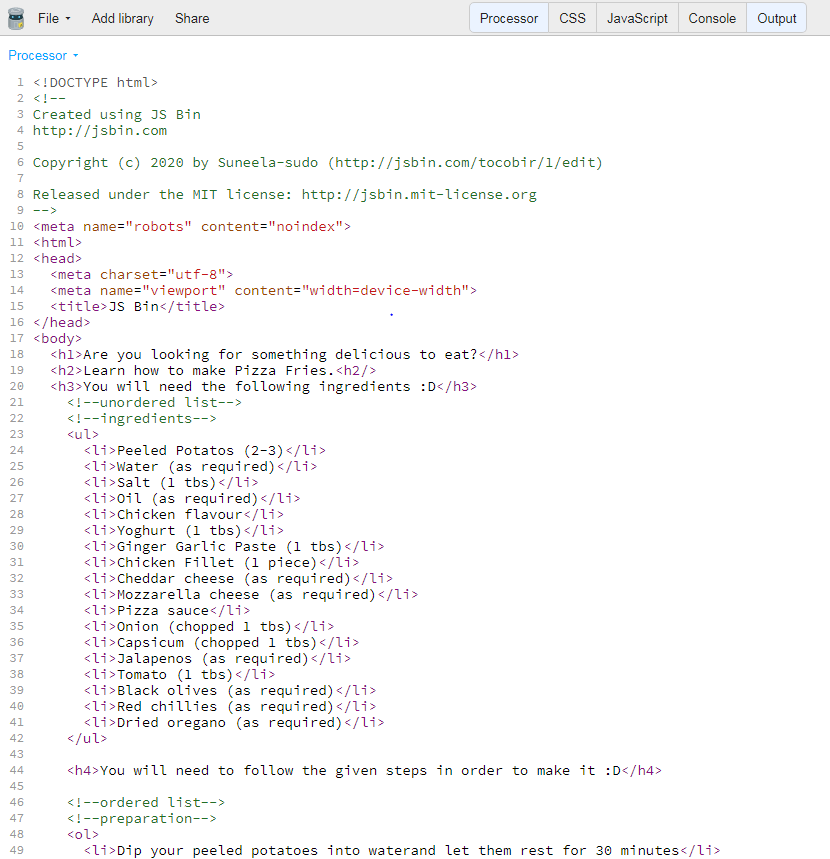 File Add library Share Processor CSS JavaScript Console Output
Processor
1 <!DOCTYPE html>
2 <!--
3 Created using JS Bin
4 http://jsbin.com
5
6 Copyright (c) 2020 by Suneela-sudo (http://jsbin.com/tocobir/1/edit)
7
8 Released under the MIT license: http://jsbin.mit-license.org
9 -->
10 <meta name="robots" content="noindex">
11 <html>
12 <head>
13 <meta charset="utf-8">
14 <meta name="viewport" content="width=device-width">
15 <title>JS Bin</title>
16 </head>
17 <body>
18 <h1>Are you looking for something delicious to eat?</h1>
19 <h2>Learn how to make Pizza Fries.<h2/>
20 <h3>You will need the following ingredients :D</h3>
21 <!--unordered list-->
22 <!--ingredients-->
23 <ul>
24 <li>Peeled Potatos (2-3)</li>
25 <li>Water (as required)</li>
26 <li>Salt (1 tbs)</li>
27 <li>Oil (as required)</li>
28 <li>Chicken flavour</li>
29 <li>Yoghurt (1 tbs)</li>
30 <li>Ginger Garlic Paste (1 tbs)</li>
31 <li>Chicken Fillet (1 piece)</li>
32 <li>Cheddar cheese (as required)</li>
33 <li>Mozzarella cheese (as required)</li>
34 <li>Pizza sauce</li>
35 <li>Onion (chopped 1 tbs)</li>
36 <li>Capsicum (chopped 1 tbs)</li>
37 <li>Jalapenos (as required)</li>
38 <li>Tomato (1 tbs)</li>
39 <li>Black olives (as required)</li>
40 <li>Red chillies (as required)</li>
41 <li>Dried oregano (as required)</li>
42 </ul>
43
44 <h4>You will need to follow the given steps in order to make it :D</h4>
45
46 <!--ordered list-->
47 <!--preparation-->
48 <ol>
49 <li>Dip your peeled potatoes into waterand let them rest for 30 minutes</li>